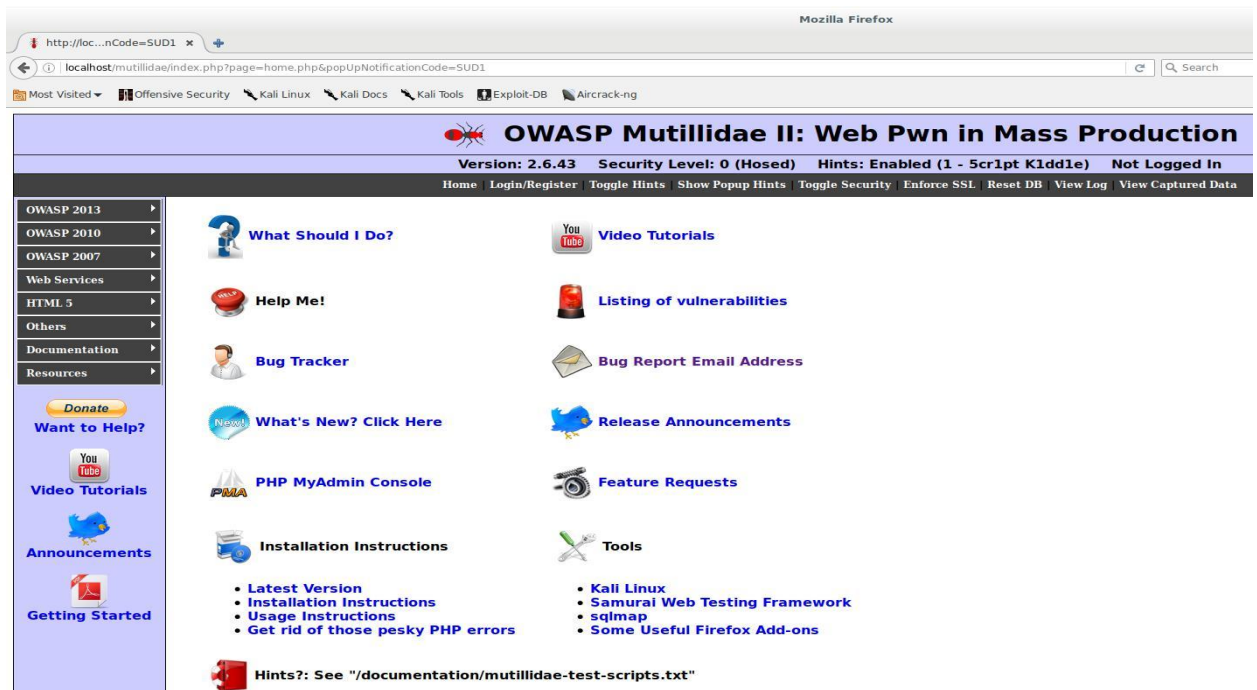 Mozilla Firefox
http://loc...nCode=SUD1
localhost/mutillidae/index.php?page=home.php&popUpNotificationCode=SUD1
Search
Most Visited Offensive Security Kali Linux Kali Docs Kali Tools Exploit-DB Aircrack-ng
OWASP Mutillidae II: Web Pwn in Mass Production
Version: 2.6.43 Security Level: 0 (Hosed) Hints: Enabled (1 - 5cr1pt K1dd1e) Not Logged In
Home | Login/Register | Toggle Hints | Show Popup Hints | Toggle Security | Enforce SSL | Reset DB | View Log | View Captured Data
OWASP 2013
OWASP 2010
OWASP 2007
Web Services
HTML 5
Others
Documentation
Resources
Donate
Want to Help?
You Tube
Video Tutorials
Announcements
Getting Started
What Should I Do?
You Tube
Video Tutorials
HELP
Help Me!
Listing of vulnerabilities
Bug Tracker
Bug Report Email Address
New!
What's New? Click Here
Release Announcements
PMA
PHP MyAdmin Console
Feature Requests
Installation Instructions
Tools
• Latest Version
• Installation Instructions
• Usage Instructions
• Get rid of those pesky PHP errors
• Kali Linux
• Samurai Web Testing Framework
• sqlmap
• Some Useful Firefox Add-ons
Hints?: See "/documentation/mutillidae-test-scripts.txt"